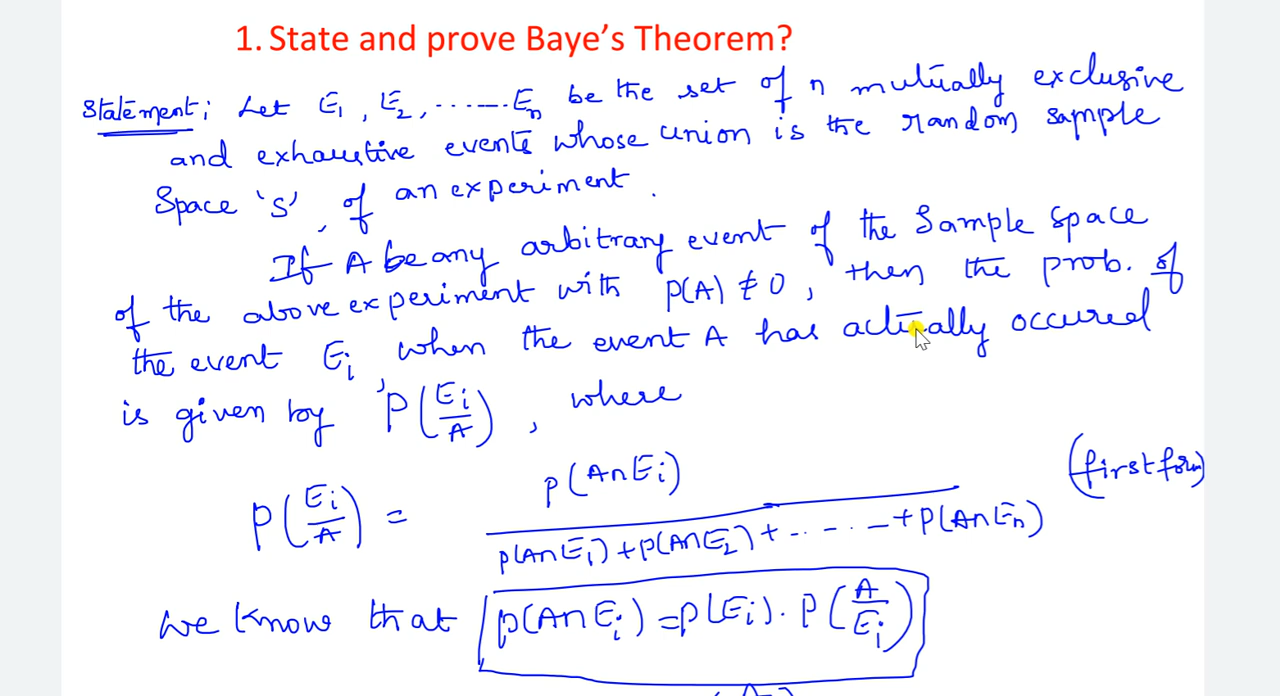 1. State and prove Baye's Theorem?
Statement; Let E₁, E₂, ....... Eₙ be the set of n mutually exclusive
and exhaustive events whose union is the random sample
Space 'S', of an experiment.
If A be any arbitrary event of the Sample space
of the above experiment with P(A) ≠ 0, then the prob. of
the event Eᵢ, when the event A has actually occured
is given by P(Eᵢ/A), where
P(Eᵢ/A) = P(A∩Eᵢ) / P(A∩E₁)+P(A∩E₂)+.......+P(A∩Eₙ) (first form)
We know that P(A∩Eᵢ)=P(Eᵢ).P(A/Eᵢ)